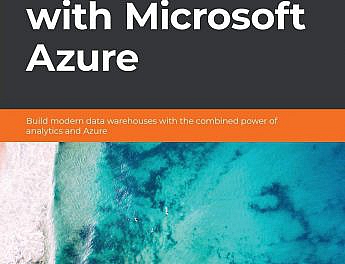 with Microsoft
Azure
Build modern data warehouses with the combined power of
analytics and Azure